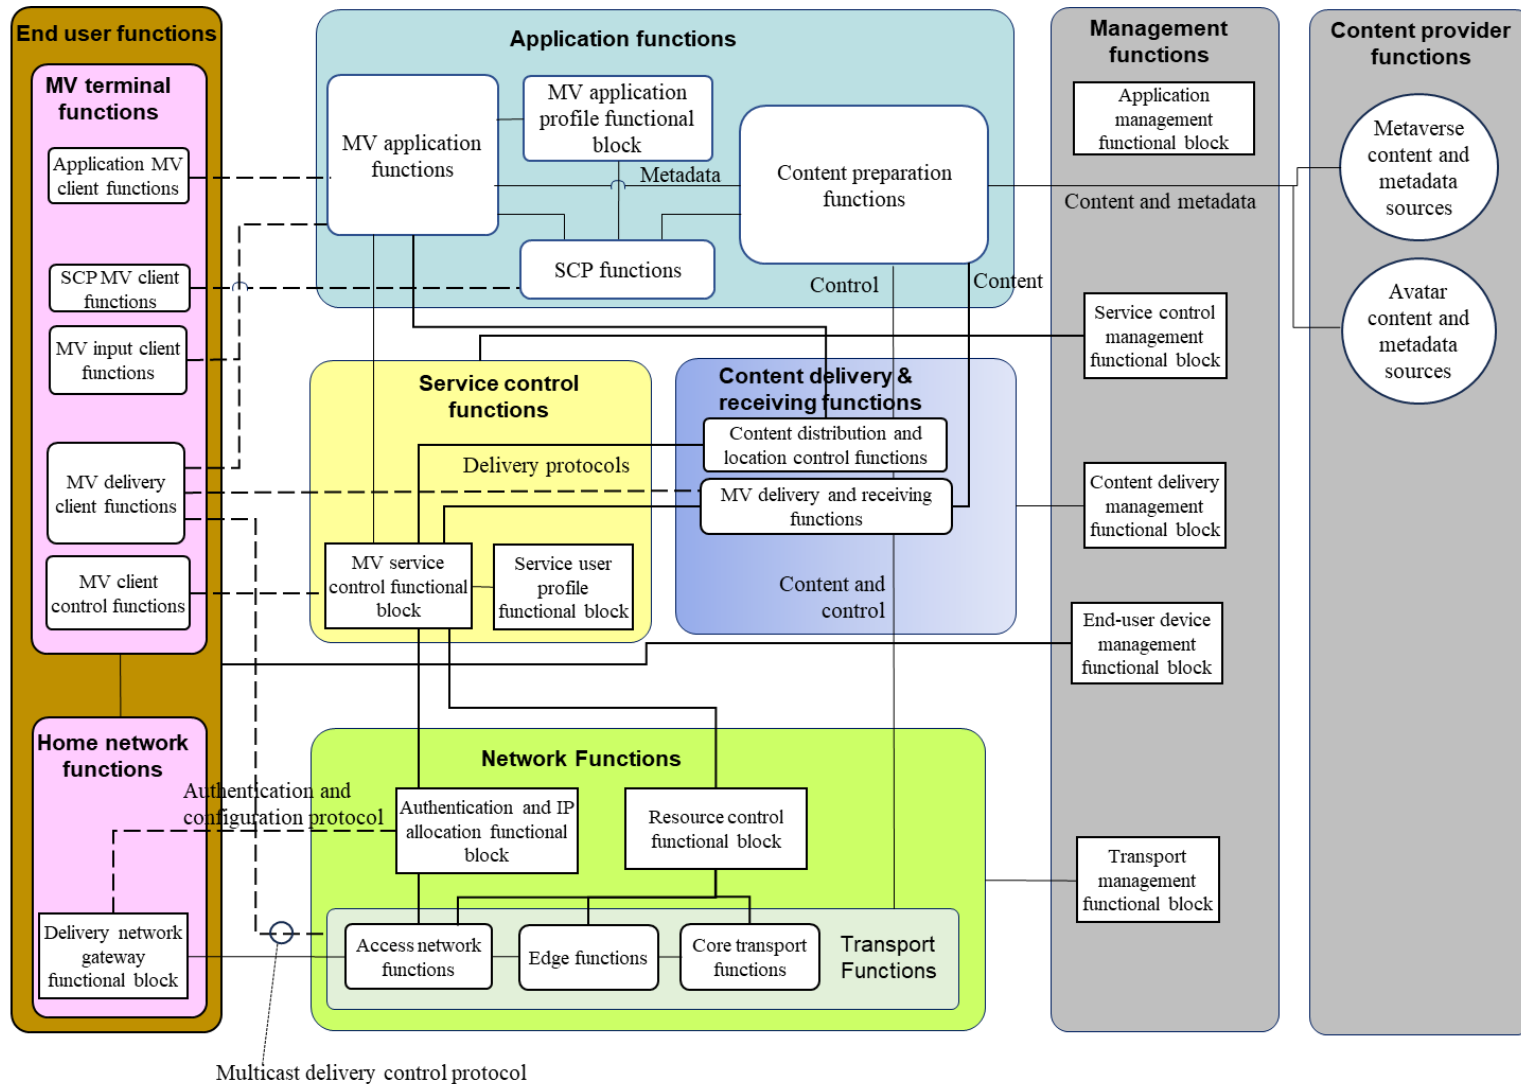 End user functions
MV terminal
functions
Application MV
client functions
SCP MV client
functions
MV input client
functions
MV delivery
client functions
MV client
control functions
Home network
functions
Authentication and
configuration protocol
Delivery network
gateway
functional block
Multicast delivery control protocol
Application functions
MV application
functions
MV application
profile functional
block
Metadata
Content preparation
functions
SCP functions
Control
Content
Service control
functions
Delivery protocols
MV service
control functional
block
Service user
profile
functional block
Content delivery &
receiving functions
Content distribution and
location control functions
MV delivery and receiving
functions
Content and
control
Network Functions
Authentication and IP
allocation functional
block
Resource control
functional block
Access network
functions
Edge functions
Core transport
functions
Transport
Functions
Management
functions
Application
management
functional block
Content and metadata
Service control
management
functional block
Content delivery
management
functional block
End-user device
management
functional block
Transport
management
functional block
Content provider
functions
Metaverse
content and
metadata
sources
Avatar
content and
metadata
sources